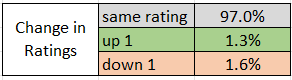 Change in
Ratings
same rating 97.0%
up 1 1.3%
down 1 1.6%